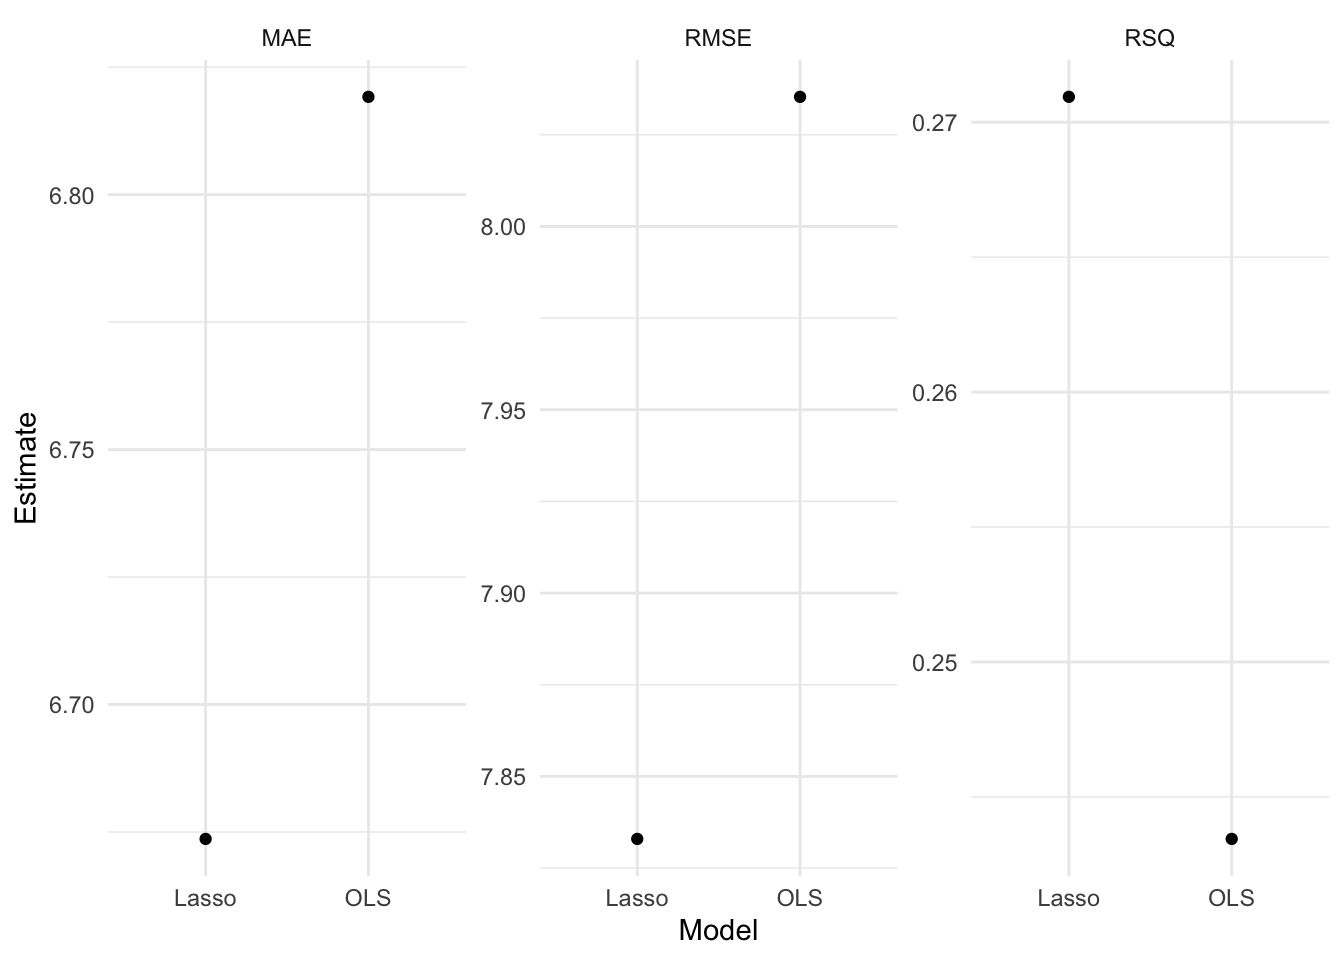 MAE
RMSE
RSQ
Estimate
6.80
6.75
6.70
8.00
7.95
7.90
7.85
0.27
0.26
0.25
Lasso OLS
Lasso OLS
Lasso OLS
Model